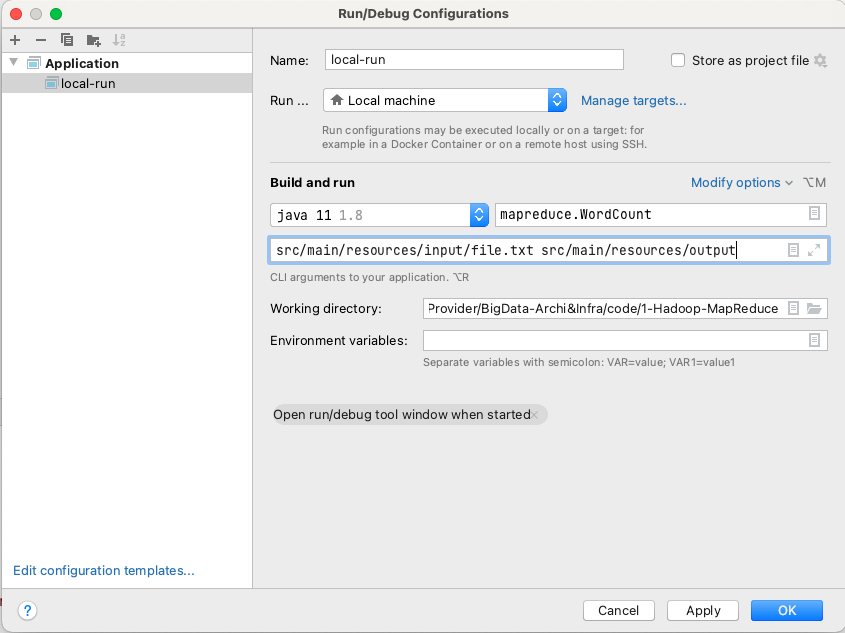 Run/Debug Configurations
Application
local-run
Name: local-run
Store as project file
Run ... Local machine Manage targets...
Run configurations may be executed locally or on a target: for
example in a Docker Container or on a remote host using SSH.
Build and run
Modify options ⌥M
java 11 1.8 mapreduce.WordCount
src/main/resources/input/file.txt src/main/resources/output
CLI arguments to your application. ⌥R
Working directory: Provider/BigData-Archi&Infra/code/1-Hadoop-MapReduce
Environment variables:
Separate variables with semicolon: VAR=value; VAR1=value1
Open run/debug tool window when started
Edit configuration templates...
?
Cancel Apply OK